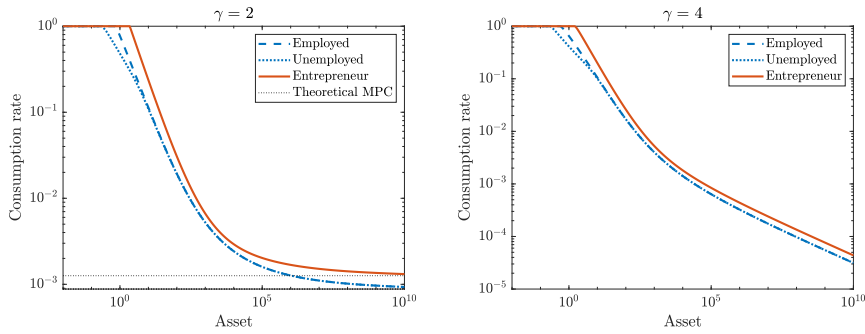 γ = 2
Consumption rate
10^0
10^-1
10^-2
10^-3
Employed
Unemployed
Entrepreneur
Theoretical MPC
10^0
10^5
10^10
Asset
γ = 4
Consumption rate
10^0
10^-1
10^-2
10^-3
10^-4
10^-5
Employed
Unemployed
Entrepreneur
10^0
10^5
10^10
Asset